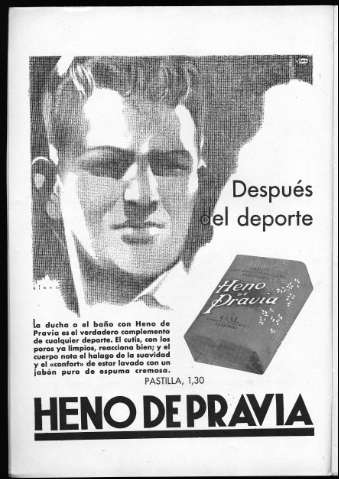 Después
del deporte
Heno
DE
Pravia
La ducha o el baño con Heno de
Pravia es el verdadero complemento
de cualquier deporte. El cutis, con los
poros ya limpios, reacciona bien; y el
cuerpo nota el halago de la suavidad
y el «confort» de estar lavado con un
jabón puro de espuma cremosa.
PASTILLA, 1,30
HENO DE PRAVIA